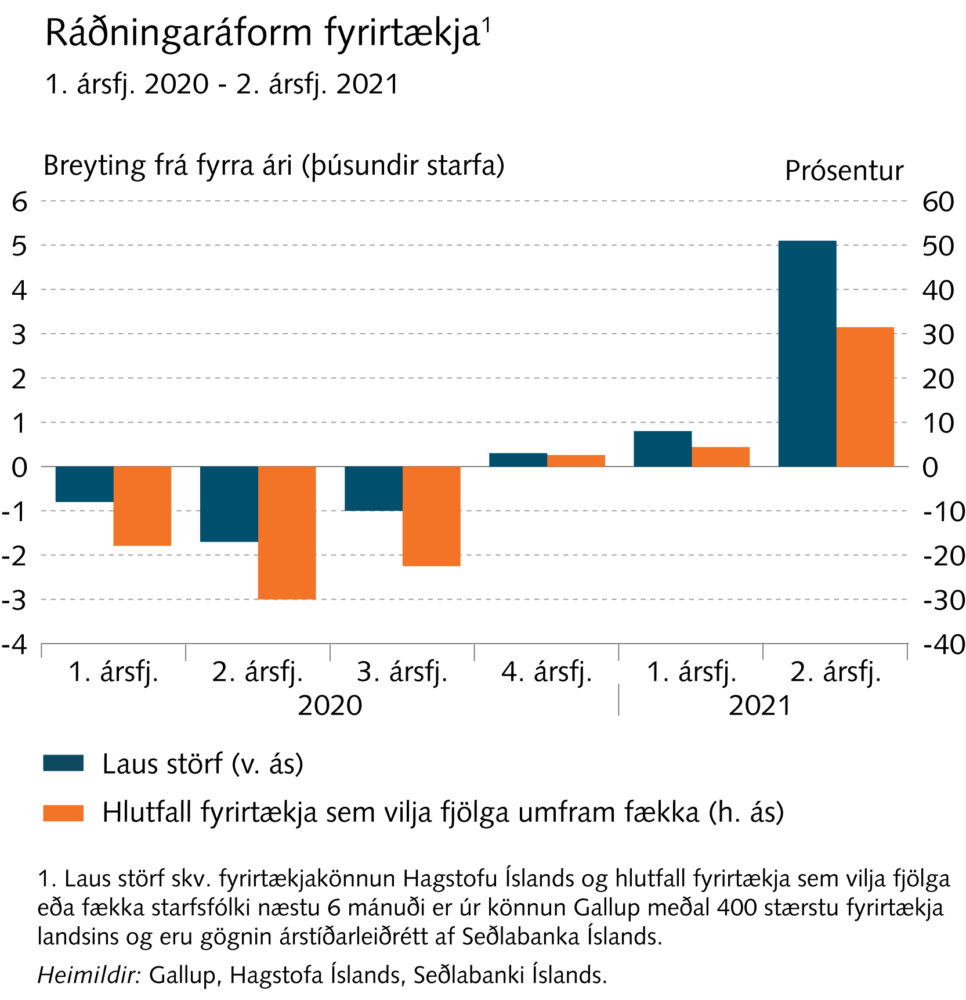 Ráðningaráform fyrirtækja¹
1. ársfj. 2020 - 2. ársfj. 2021
Breyting frá fyrra ári (þúsundir starfa)
Prósentur
6 60
5 50
4 40
3 30
2 20
1 10
0 0
-1 -10
-2 -20
-3 -30
-4 -40
1. ársfj. 2. ársfj. 3. ársfj. 4. ársfj. 1. ársfj. 2. ársfj.
2020 2021
Laus störf (v. ás)
Hlutfall fyrirtækja sem vilja fjölga umfram fækka (h. ás)
1. Laus störf skv. fyrirtækjakönnun Hagstofu Íslands og hlutfall fyrirtækja sem vilja fjölga
eða fækka starfsfólki næstu 6 mánuði er úr könnun Gallup meðal 400 stærstu fyrirtækja
landsins og eru gögnin árstíðarleiðrétt af Seðlabanka Íslands.
Heimildir: Gallup, Hagstofa Íslands, Seðlabanki Íslands.